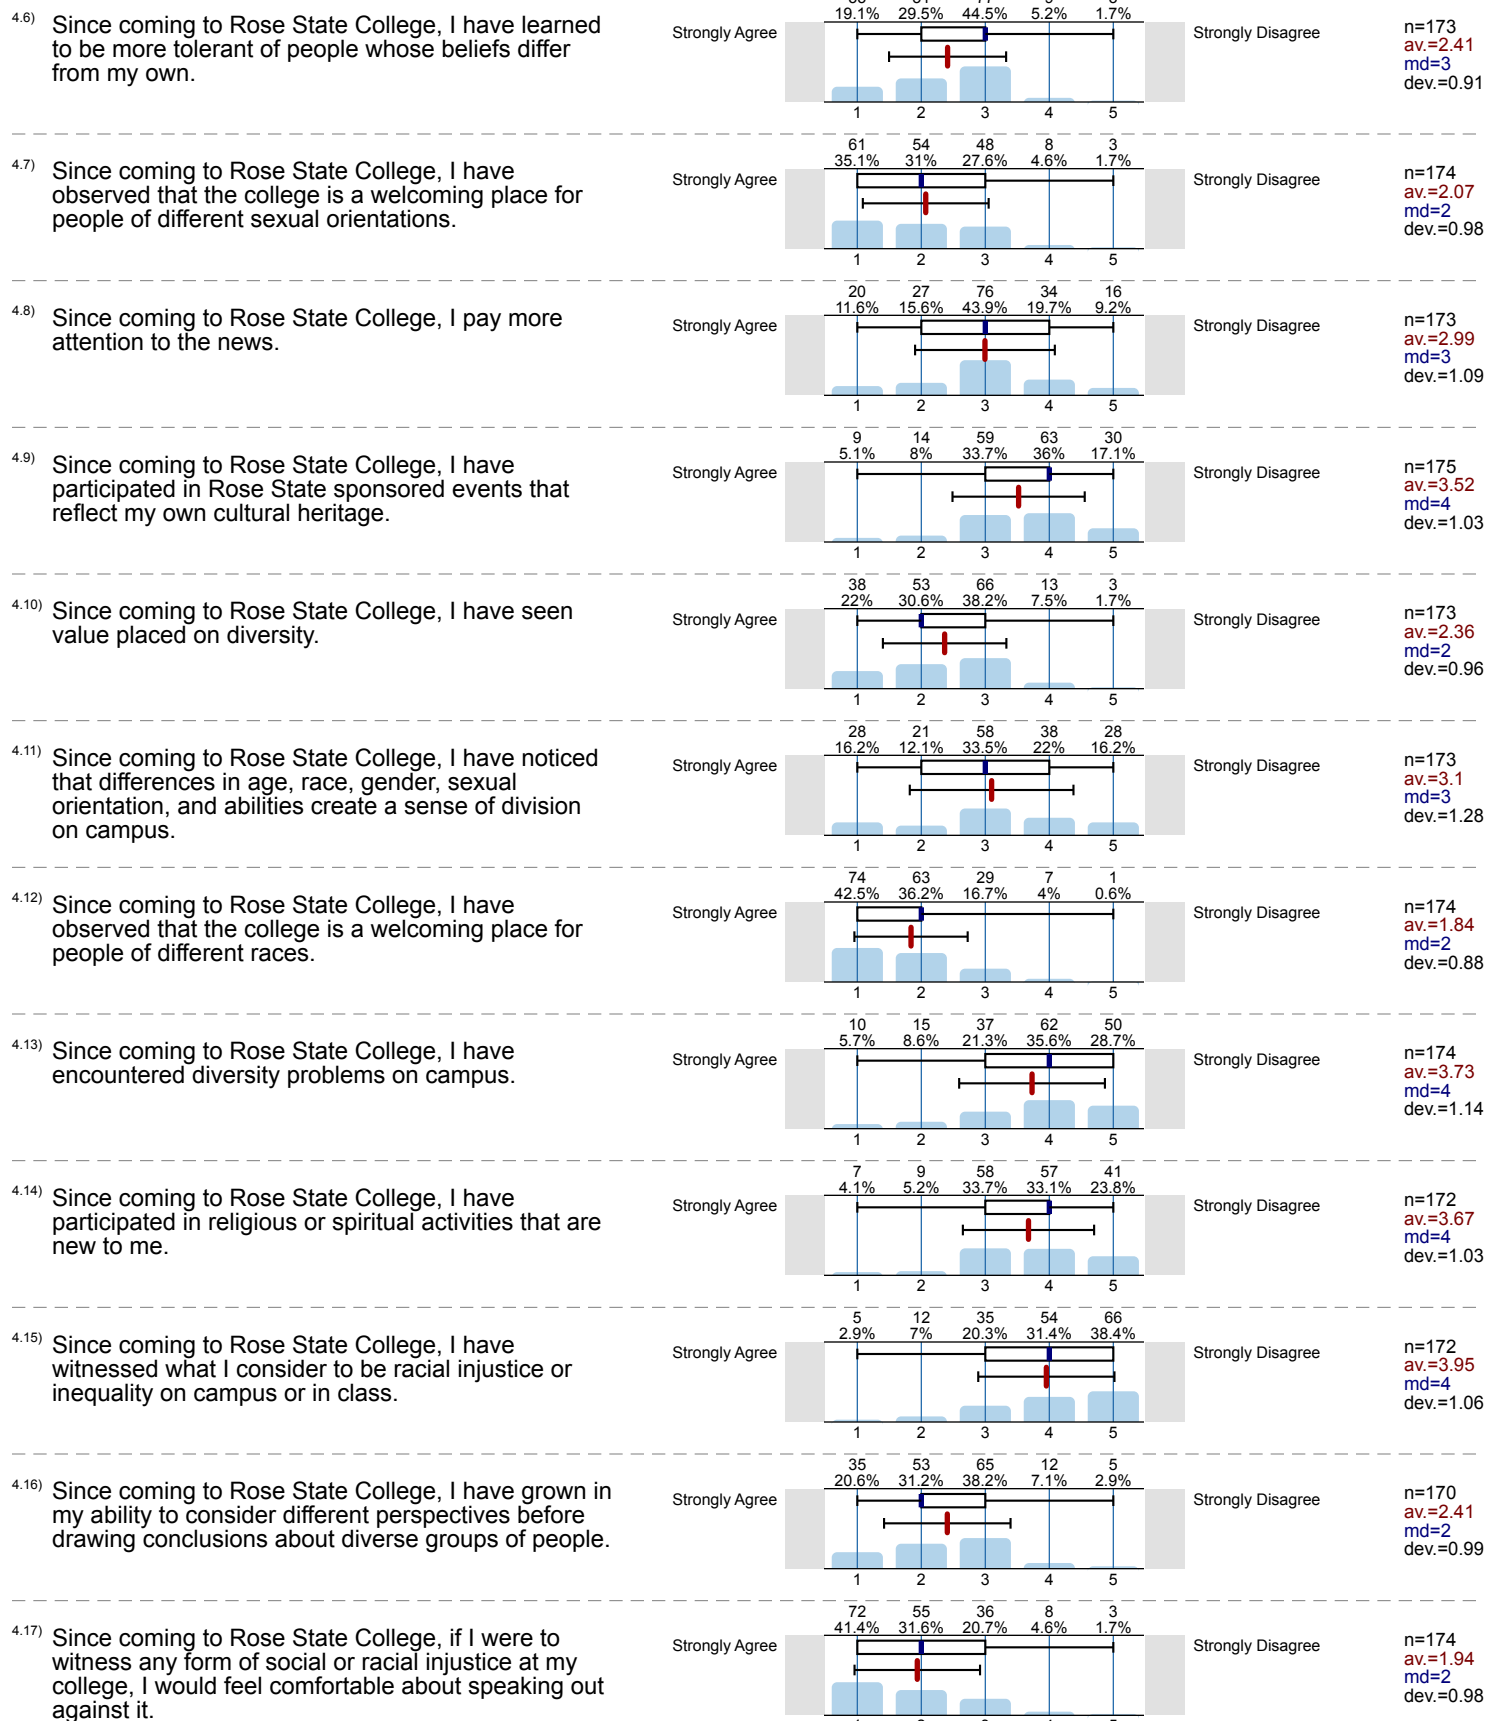 19.1% 29.5% 44.5% 5.2% 1.7%
4.6) Since coming to Rose State College, I have learned
to be more tolerant of people whose beliefs differ
from my own.
Strongly Agree
Strongly Disagree
n=173
av.=2.41
md=3
dev.=0.91
1 2 3 4 5
61 54 48 8 3
35.1% 31% 27.6% 4.6% 1.7%
4.7) Since coming to Rose State College, I have
observed that the college is a welcoming place for
people of different sexual orientations.
Strongly Agree
Strongly Disagree
n=174
av.=2.07
md=2
dev.=0.98
1 2 3 4 5
20 27 76 34 16
11.6% 15.6% 43.9% 19.7% 9.2%
4.8) Since coming to Rose State College, I pay more
attention to the news.
Strongly Agree
Strongly Disagree
n=173
av.=2.99
md=3
dev.=1.09
1 2 3 4 5
9 14 59 63 30
5.1% 8% 33.7% 36% 17.1%
4.9) Since coming to Rose State College, I have
participated in Rose State sponsored events that
reflect my own cultural heritage.
Strongly Agree
Strongly Disagree
n=175
av.=3.52
md=4
dev.=1.03
1 2 3 4 5
38 53 66 13 3
22% 30.6% 38.2% 7.5% 1.7%
4.10) Since coming to Rose State College, I have seen
value placed on diversity.
Strongly Agree
Strongly Disagree
n=173
av.=2.36
md=2
dev.=0.96
1 2 3 4 5
28 21 58 38 28
16.2% 12.1% 33.5% 22% 16.2%
4.11) Since coming to Rose State College, I have noticed
that differences in age, race, gender, sexual
orientation, and abilities create a sense of division
on campus.
Strongly Agree
Strongly Disagree
n=173
av.=3.1
md=3
dev.=1.28
1 2 3 4 5
74 63 29 7 1
42.5% 36.2% 16.7% 4% 0.6%
4.12) Since coming to Rose State College, I have
observed that the college is a welcoming place for
people of different races.
Strongly Agree
Strongly Disagree
n=174
av.=1.84
md=2
dev.=0.88
1 2 3 4 5
10 15 37 62 50
5.7% 8.6% 21.3% 35.6% 28.7%
4.13) Since coming to Rose State College, I have
encountered diversity problems on campus.
Strongly Agree
Strongly Disagree
n=174
av.=3.73
md=4
dev.=1.14
1 2 3 4 5
7 9 58 57 41
4.1% 5.2% 33.7% 33.1% 23.8%
4.14) Since coming to Rose State College, I have
participated in religious or spiritual activities that are
new to me.
Strongly Agree
Strongly Disagree
n=172
av.=3.67
md=4
dev.=1.03
1 2 3 4 5
5 12 35 54 66
2.9% 7% 20.3% 31.4% 38.4%
4.15) Since coming to Rose State College, I have
witnessed what I consider to be racial injustice or
inequality on campus or in class.
Strongly Agree
Strongly Disagree
n=172
av.=3.95
md=4
dev.=1.06
1 2 3 4 5
35 53 65 12 5
20.6% 31.2% 38.2% 7.1% 2.9%
4.16) Since coming to Rose State College, I have grown in
my ability to consider different perspectives before
drawing conclusions about diverse groups of people.
Strongly Agree
Strongly Disagree
n=170
av.=2.41
md=2
dev.=0.99
1 2 3 4 5
72 55 36 8 3
41.4% 31.6% 20.7% 4.6% 1.7%
4.17) Since coming to Rose State College, if I were to
witness any form of social or racial injustice at my
college, I would feel comfortable about speaking out
against it.
Strongly Agree
Strongly Disagree
n=174
av.=1.94
md=2
dev.=0.98